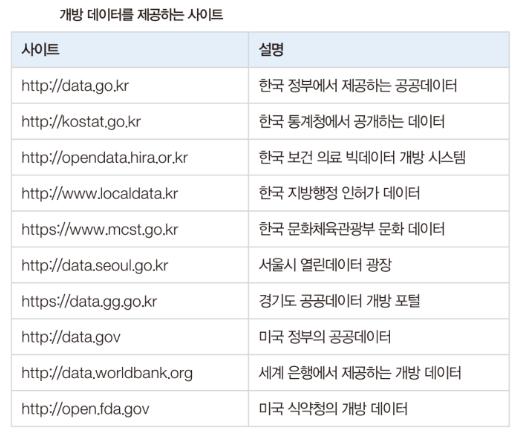 개방 데이터를 제공하는 사이트
사이트 설명
http://data.go.kr 한국 정부에서 제공하는 공공데이터
http://kostat.go.kr 한국 통계청에서 공개하는 데이터
http://opendata.hira.or.kr 한국 보건 의료 빅데이터 개방 시스템
http://www.localdata.kr 한국 지방행정 인허가 데이터
https://www.mcst.go.kr 한국 문화체육관광부 문화 데이터
http://data.seoul.go.kr 서울시 열린데이터 광장
https://data.gg.go.kr 경기도 공공데이터 개방 포털
http://data.gov 미국 정부의 공공데이터
http://data.worldbank.org 세계 은행에서 제공하는 개방 데이터
http://open.fda.gov 미국 식약청의 개방 데이터